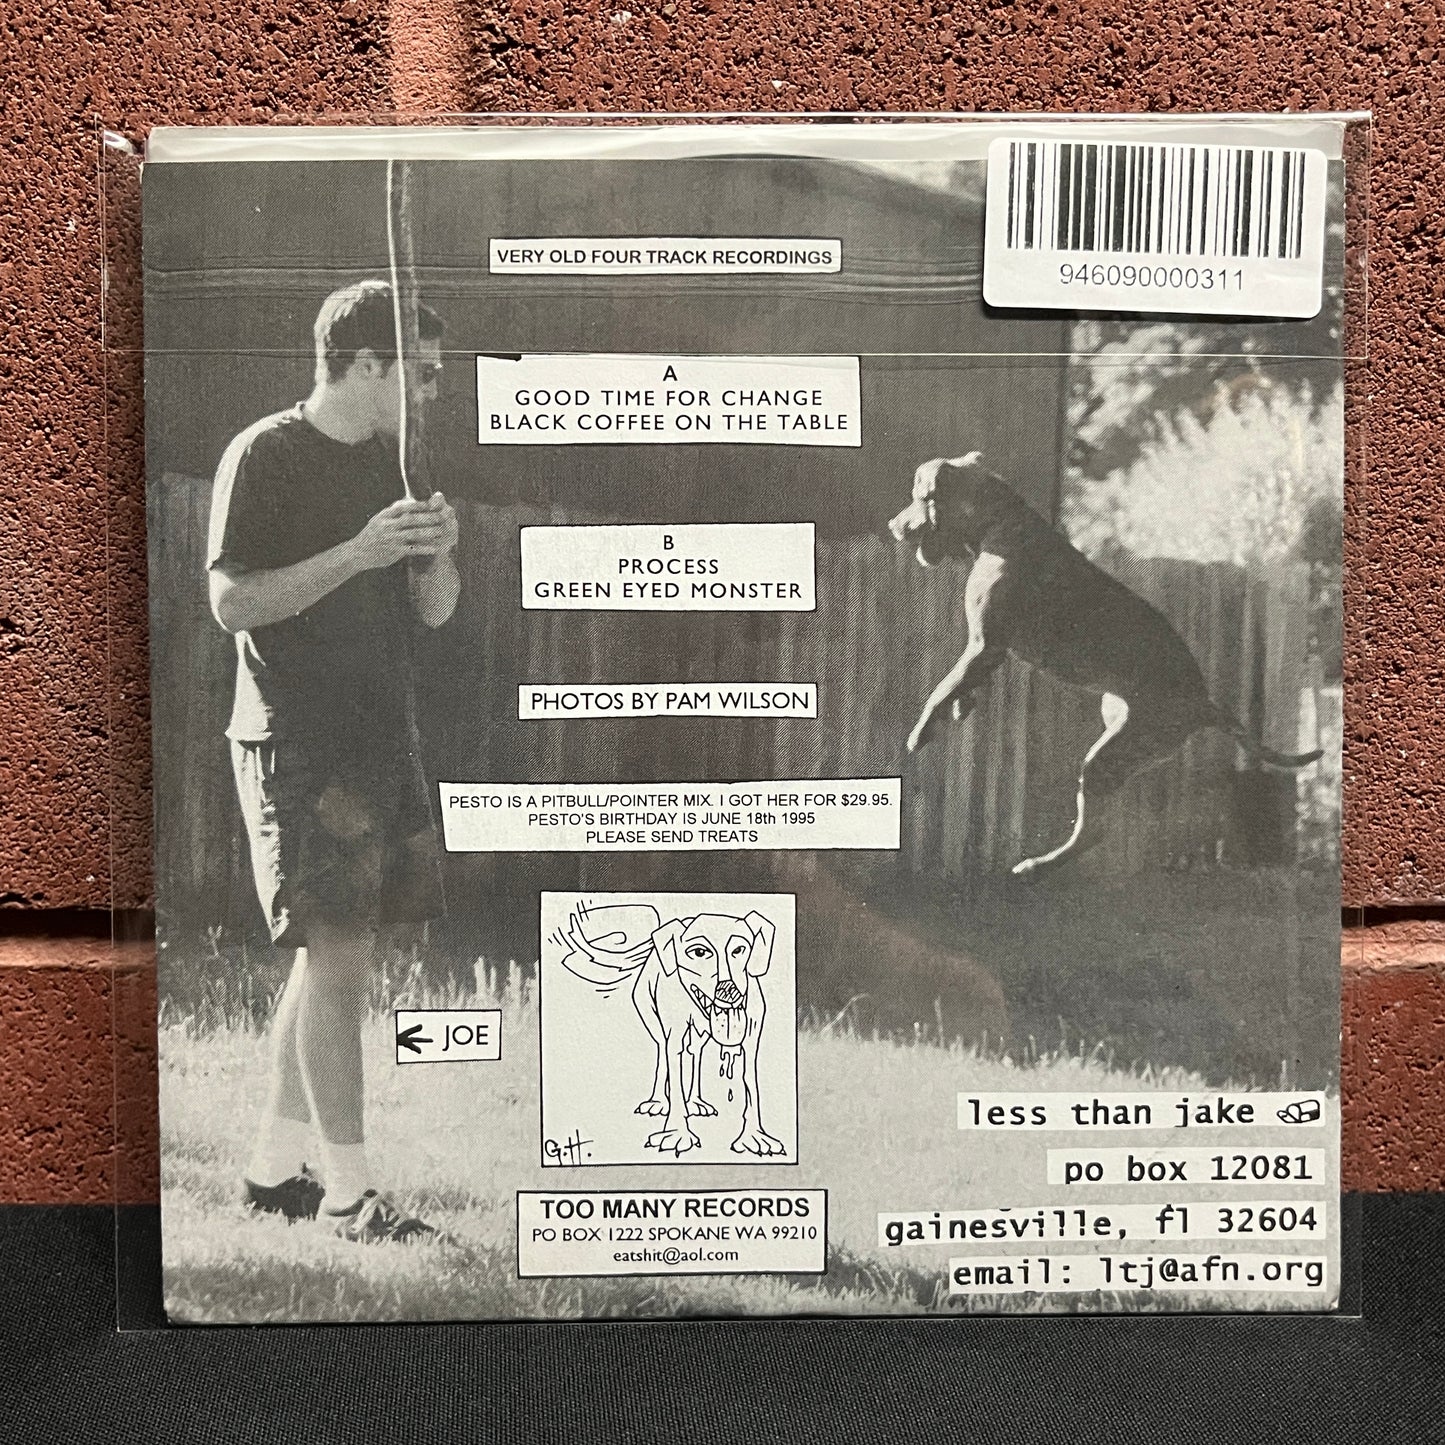 946090000311
VERY OLD FOUR TRACK RECORDINGS
A
GOOD TIME FOR CHANGE
BLACK COFFEE ON THE TABLE
B
PROCESS
GREEN EYED MONSTER
PHOTOS BY PAM WILSON
PESTO IS A PITBULL/POINTER MIX. I GOT HER FOR $29.95.
PESTO'S BIRTHDAY IS JUNE 18th 1995
PLEASE SEND TREATS
JOE
G.H.
TOO MANY RECORDS
PO BOX 1222 SPOKANE WA 99210
eatshit@aol.com
less than jake
po box 12081
gainesville, fl 32604
email: ltj@afn.org